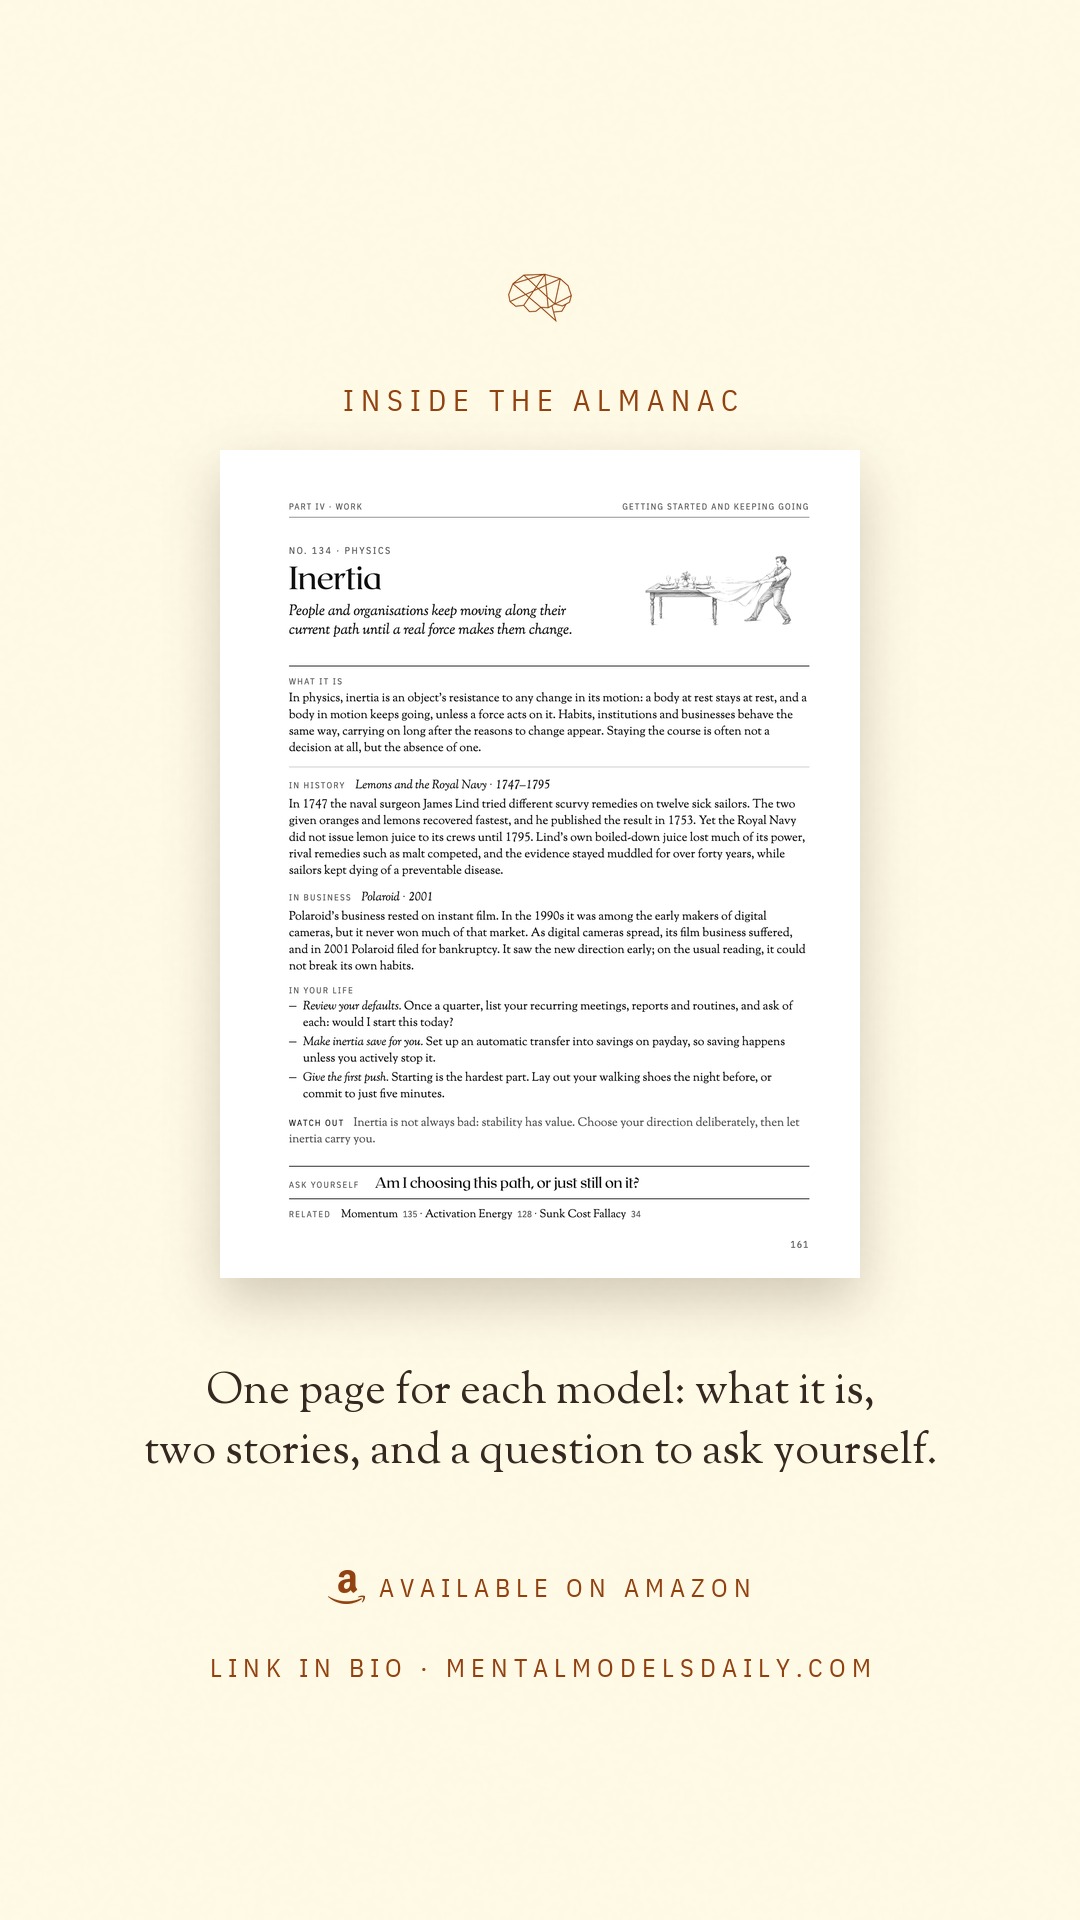 INSIDE THE ALMANAC
PART IV · WORK
GETTING STARTED AND KEEPING GOING
NO. 134 · PHYSICS
Inertia
People and organisations keep moving along their
current path until a real force makes them change.
WHAT IT IS
In physics, inertia is an object’s resistance to any change in its motion: a body at rest stays at rest, and a
body in motion keeps going, unless a force acts on it. Habits, institutions and businesses behave the
same way, carrying on long after the reasons to change appear. Staying the course is often not a
decision at all, but the absence of one.
IN HISTORY Lemons and the Royal Navy · 1747–1795
In 1747 the naval surgeon James Lind tried different scurvy remedies on twelve sick sailors. The two
given oranges and lemons recovered fastest, and he published the result in 1753. Yet the Royal Navy
did not issue lemon juice to its crews until 1795. Lind’s own boiled-down juice lost much of its power,
rival remedies such as malt competed, and the evidence stayed muddled for over forty years, while
sailors kept dying of a preventable disease.
IN BUSINESS Polaroid · 2001
Polaroid’s business rested on instant film. In the 1990s it was among the early makers of digital
cameras, but it never won much of that market. As digital cameras spread, its film business suffered,
and in 2001 Polaroid filed for bankruptcy. It saw the new direction early; on the usual reading, it could
not break its own habits.
IN YOUR LIFE
– Review your defaults. Once a quarter, list your recurring meetings, reports and routines, and ask of
each: would I start this today?
– Make inertia save for you. Set up an automatic transfer into savings on payday, so saving happens
unless you actively stop it.
– Give the first push. Starting is the hardest part. Lay out your walking shoes the night before, or
commit to just five minutes.
WATCH OUT Inertia is not always bad: stability has value. Choose your direction deliberately, then let
inertia carry you.
ASK YOURSELF Am I choosing this path, or just still on it?
RELATED Momentum 135 · Activation Energy 128 · Sunk Cost Fallacy 34
161
One page for each model: what it is,
two stories, and a question to ask yourself.
a AVAILABLE ON AMAZON
LINK IN BIO · MENTALMODELSDAILY.COM